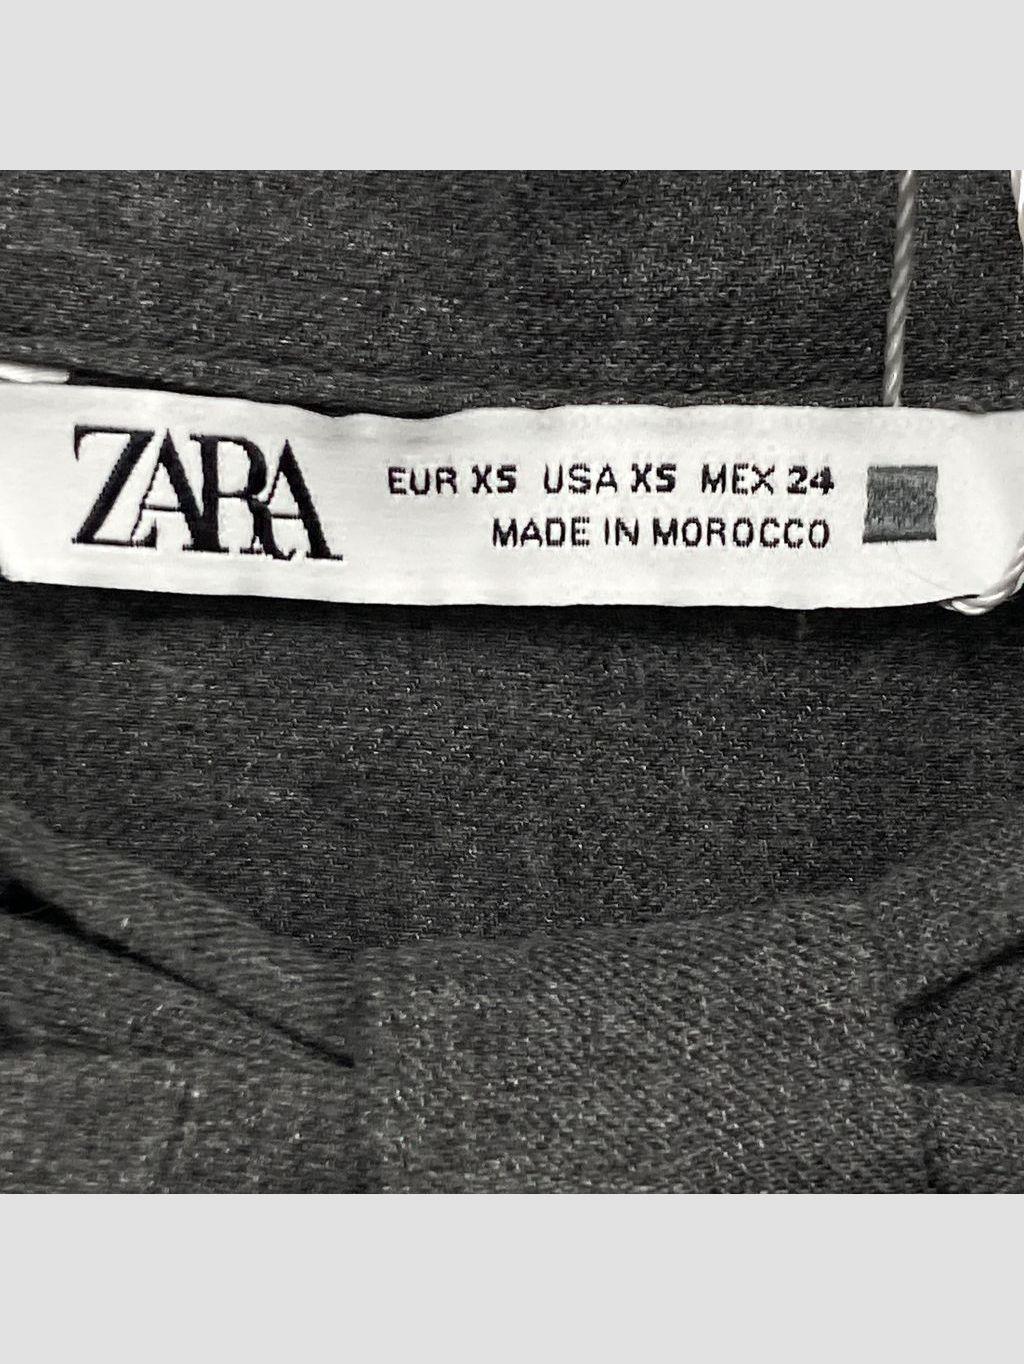 ZARA
EUR XS USA XS MEX 24
MADE IN MOROCCO